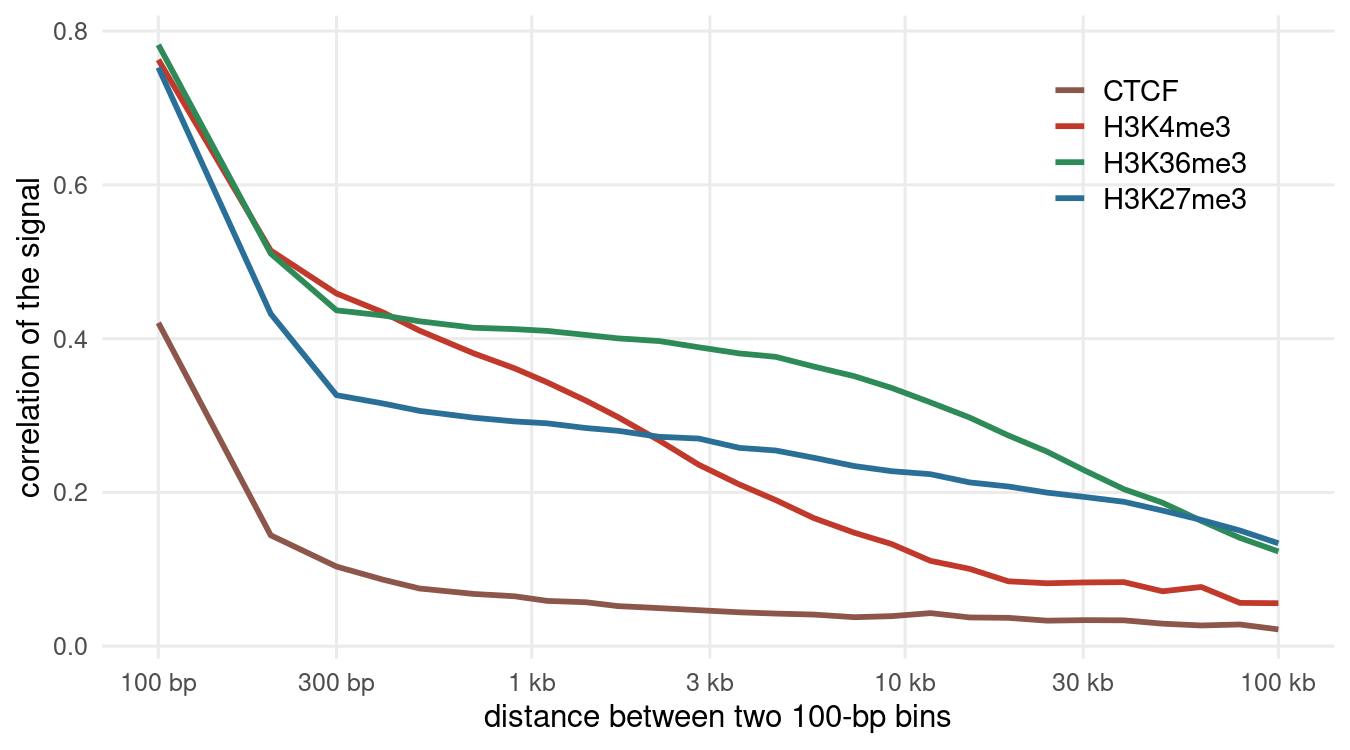 0.8
0.6
0.4
0.2
0.0
correlation of the signal
CTCF
H3K4me3
H3K36me3
H3K27me3
100 bp 300 bp 1 kb 3 kb 10 kb 30 kb 100 kb
distance between two 100-bp bins